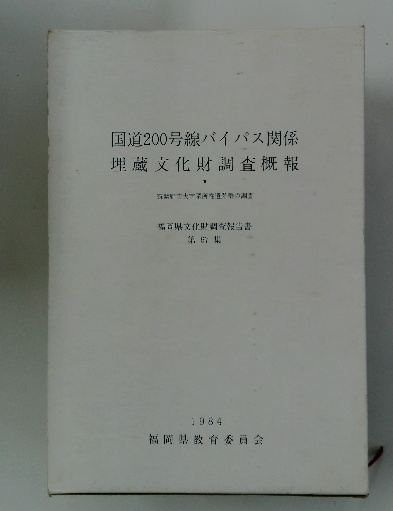 国道200号線バイパス関係
埋蔵文化財調査概報
福岡県文化財調査報告書
1984
福岡県教育委員会